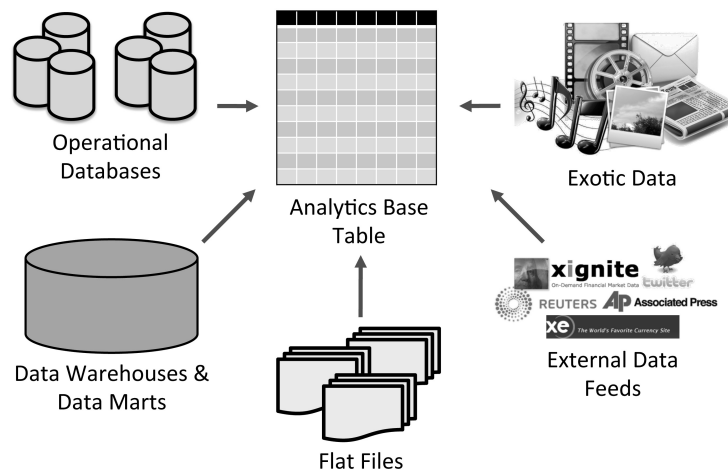 Operational
Databases
Analytics Base
Table
Exotic Data
Data Warehouses &
Data Marts
Flat Files
xignite
On-Demand Financial Market Data
twitter
REUTERS
AP Associated Press
xe The World's Favorite Currency Site
External Data
Feeds